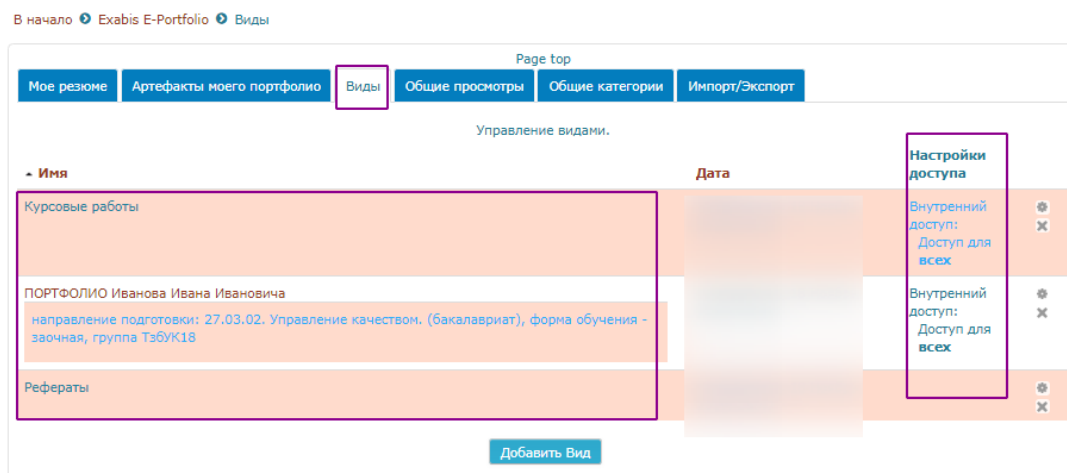 В начало Exabis E-Portfolio Виды
Page top
Мое резюме Артефакты моего портфолио Виды Общие просмотры Общие категории Импорт/Экспорт
Управление видами.
Имя Дата Настройки
доступа
Курсовые работы Внутренний
доступ:
Доступ для
всех
ПОРТФОЛИО Иванова Ивана Ивановича Внутренний
направление подготовки: 27.03.02. Управление качеством. (бакалавриат), форма обучения - доступ:
заочная, группа ТзбУК18 Доступ для
всех
Рефераты
Добавить Вид